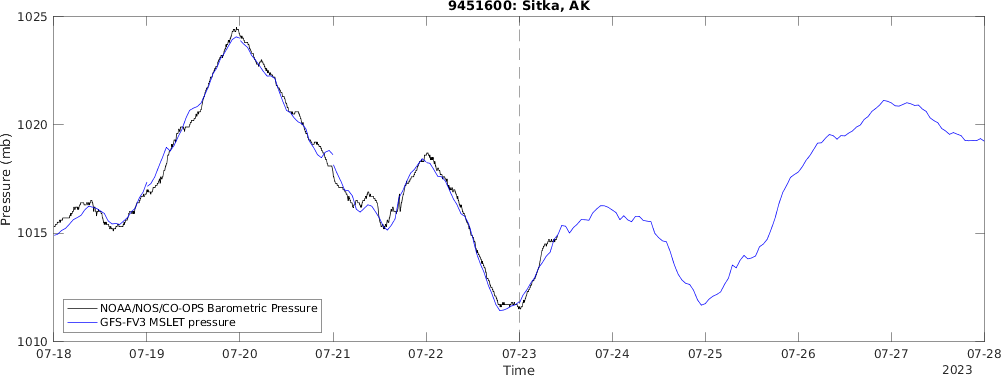 9451600: Sitka, AK
Pressure (mb)
1025
1020
1015
1010
NOAA/NOS/CO-OPS Barometric Pressure
GFS-FV3 MSLET pressure
07-18 07-19 07-20 07-21 07-22 07-23 07-24 07-25 07-26 07-27 07-28
Time
2023